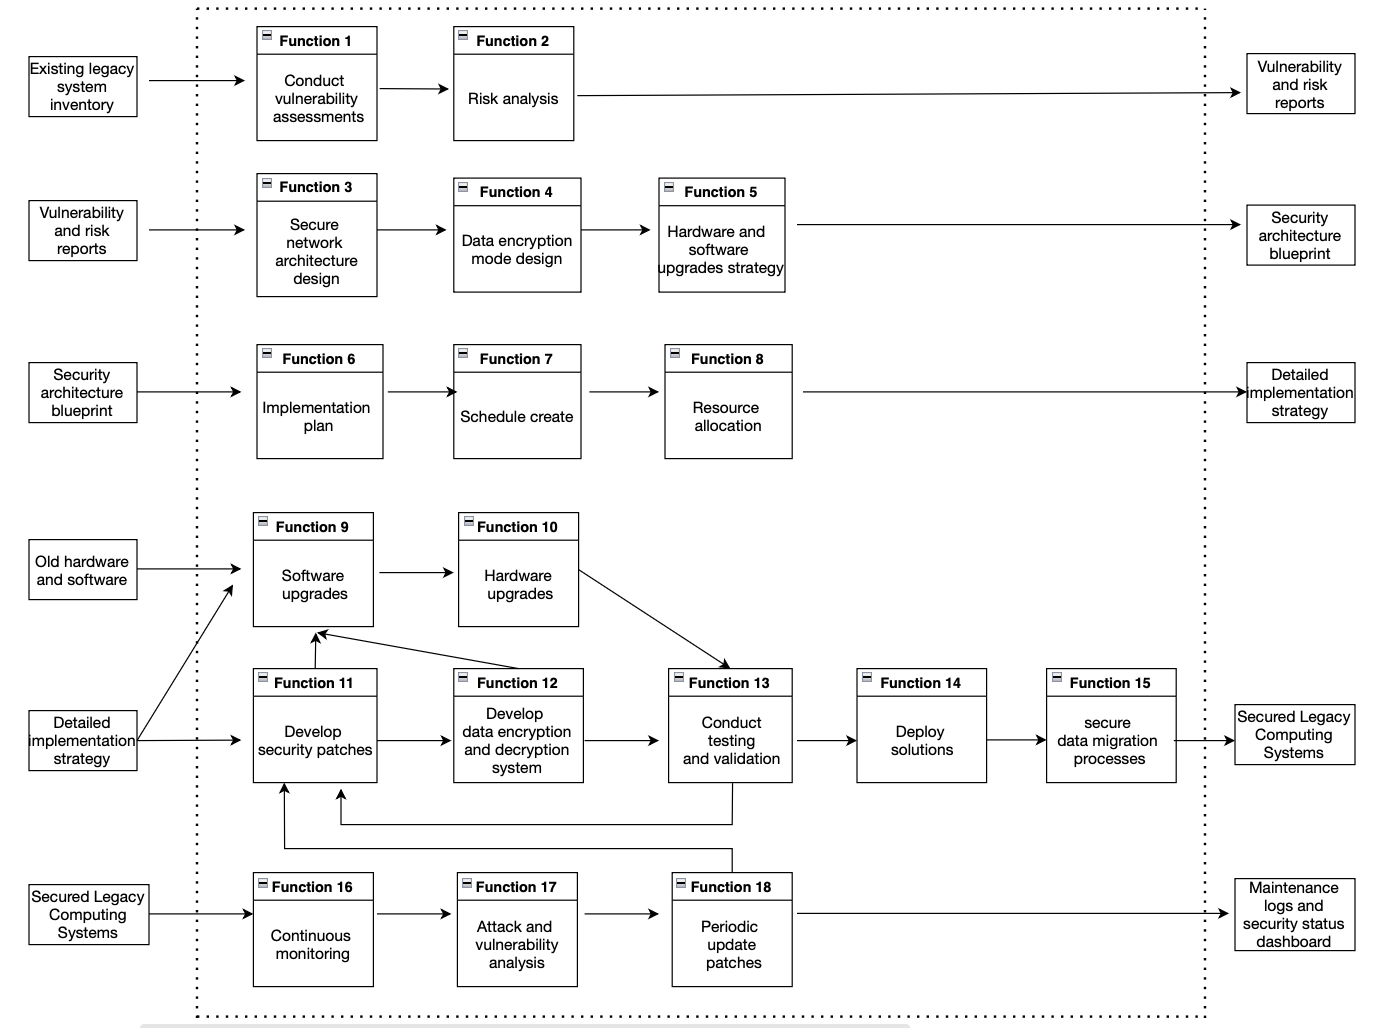 Existing legacy
system
inventory
Function 1
Conduct
vulnerability
assessments
Function 2
Risk analysis
Vulnerability
and risk
reports
Vulnerability
and risk
reports
Function 3
Secure
network
architecture
design
Function 4
Data encryption
mode design
Function 5
Hardware and
software
upgrades strategy
Security
architecture
blueprint
Security
architecture
blueprint
Function 6
Implementation
plan
Function 7
Schedule create
Function 8
Resource
allocation
Detailed
implementation
strategy
Old hardware
and software
Function 9
Software
upgrades
Function 10
Hardware
upgrades
Detailed
implementation
strategy
Function 11
Develop
security patches
Function 12
Develop
data encryption
and decryption
system
Function 13
Conduct
testing
and validation
Function 14
Deploy
solutions
Function 15
secure
data migration
processes
Secured Legacy
Computing
Systems
Secured Legacy
Computing
Systems
Function 16
Continuous
monitoring
Function 17
Attack and
vulnerability
analysis
Function 18
Periodic
update
patches
Maintenance
logs and
security status
dashboard